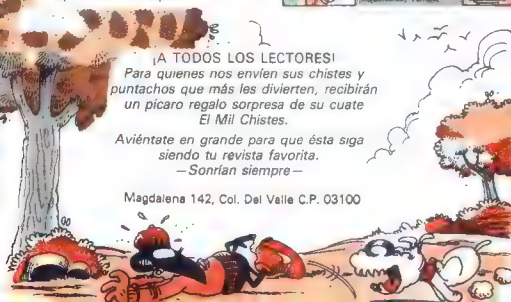 ¡A TODOS LOS LECTORES!
Para quienes nos envíen sus chistes y
puntachos que más les divierten, recibirán
un pícaro regalo sorpresa de su cuate
El Mil Chistes.
Aviéntate en grande para que ésta siga
siendo tu revista favorita.
—Sonrían siempre—
Magdalena 142, Col. Del Valle C.P. 03100